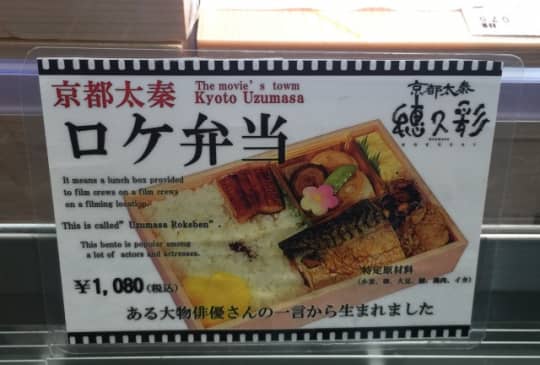 京都太秦
The movie's towm
Kyoto Uzumasa
ロケ弁当
京都太秦
穗久彩
It means a lunch box provided
to film crews on a film crews
on a filming location.
This is called"Uzumasa Rokeben".
This bento is popular among
a lot of actors and actresses.
¥1,080(税込)
特定原材料
ある大物俳優さんの一言から生まれました